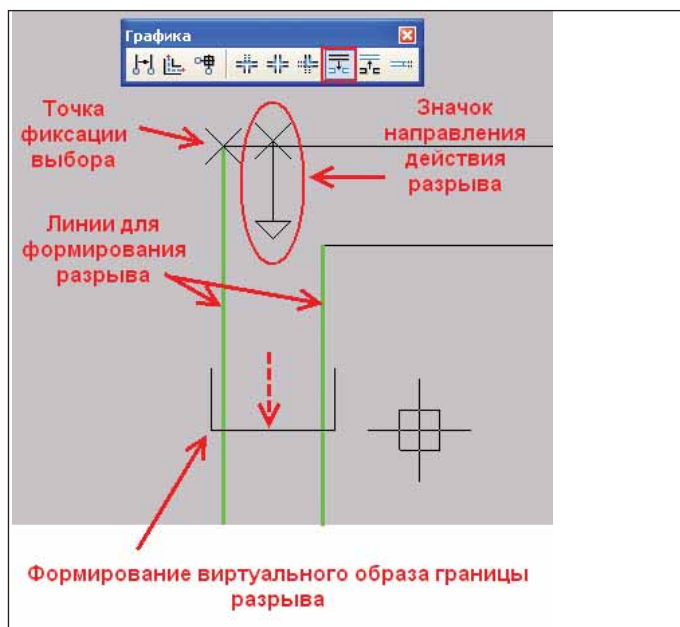 Графика
Точка
фиксации
выбора
Значок
направления
действия
разрыва
Линии для
формирования
разрыва
Формирование виртуального образа границы
разрыва